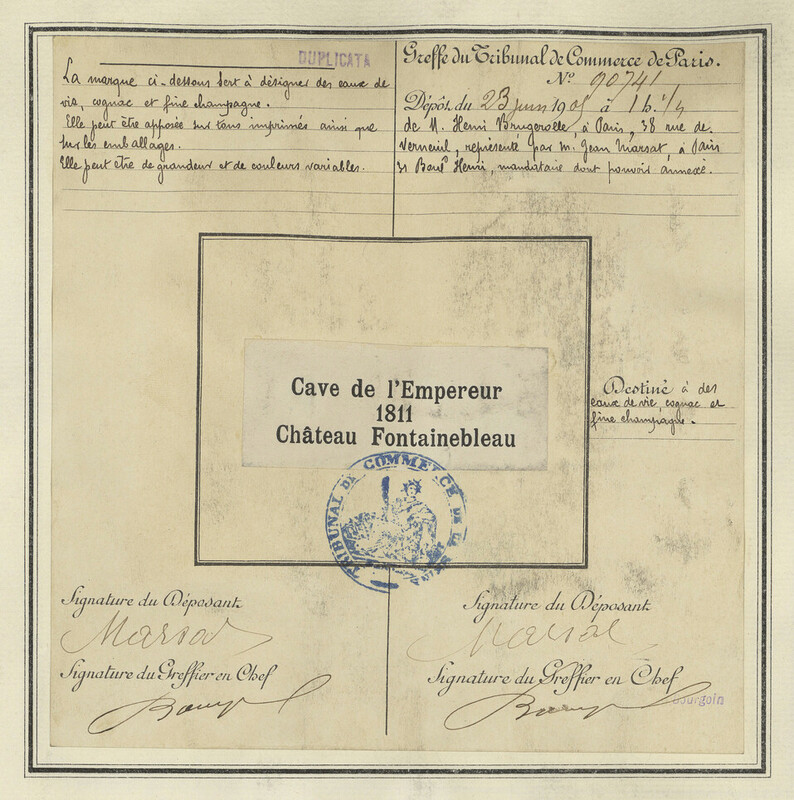 DUPLICATA
La marque ci-dessous sert à désigner des eaux de
vie, cognac et fine champagne.
Elle peut être apposée sur tous imprimés ainsi que
sur les emballages.
Elle peut être de grandeur et de couleurs variables.
Greffe du Tribunal de Commerce de Paris.
N° 90741
Dépôt du 23 juin 1905 à 1 h. 1/4
de M. Henri Brugerolle, à Paris, 38 rue de
Verneuil, représenté par M. Jean Marsat, à Paris
31 Boul^d Henri, mandataire dont pouvoir annexé.
Cave de l'Empereur
1811
Château Fontainebleau
TRIBUNAL DE COMMERCE DE LA SEINE
Destiné à des
eaux de vie, cognac et
fine champagne.
Signature du Déposant
Marsat
Signature du Greffier en Chef
Signature du Déposant
Marsat
Signature du Greffier en Chef
Bourgoin